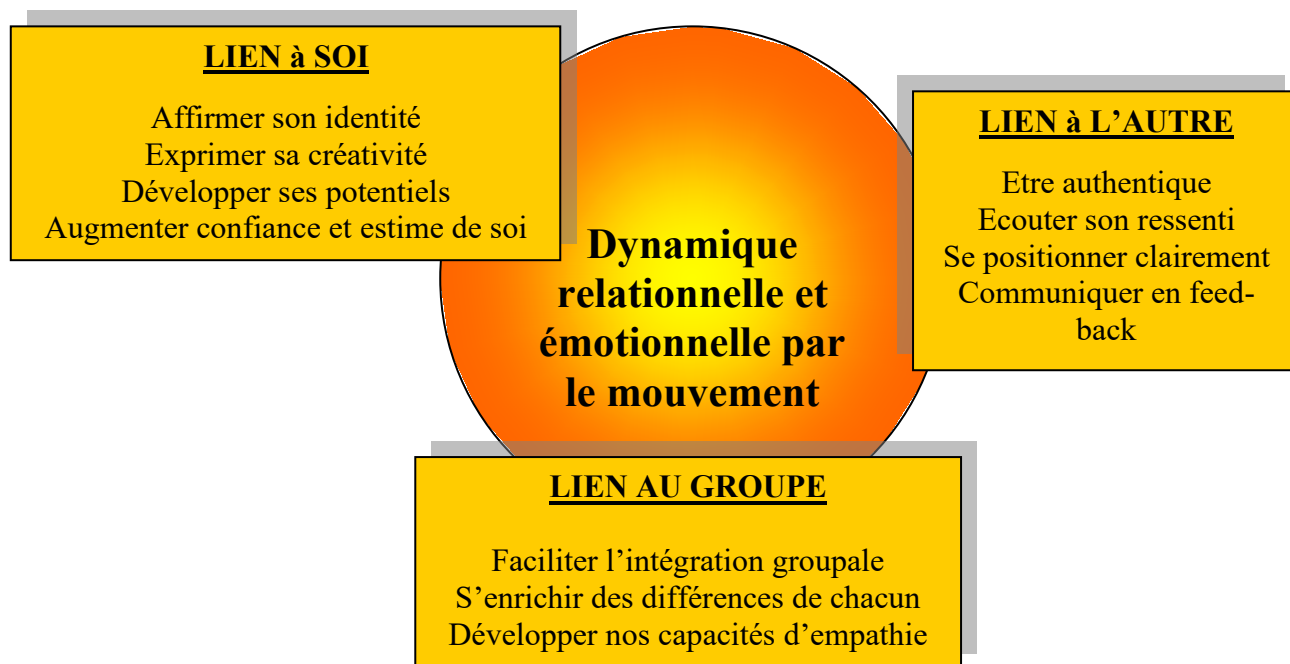 LIEN à SOI
Affirmer son identité
Exprimer sa créativité
Développer ses potentiels
Augmenter confiance et estime de soi
LIEN à L’AUTRE
Etre authentique
Ecouter son ressenti
Se positionner clairement
Communiquer en feed-
back
Dynamique
relationnelle et
émotionnelle par
le mouvement
LIEN AU GROUPE
Faciliter l’intégration groupale
S’enrichir des différences de chacun
Développer nos capacités d’empathie